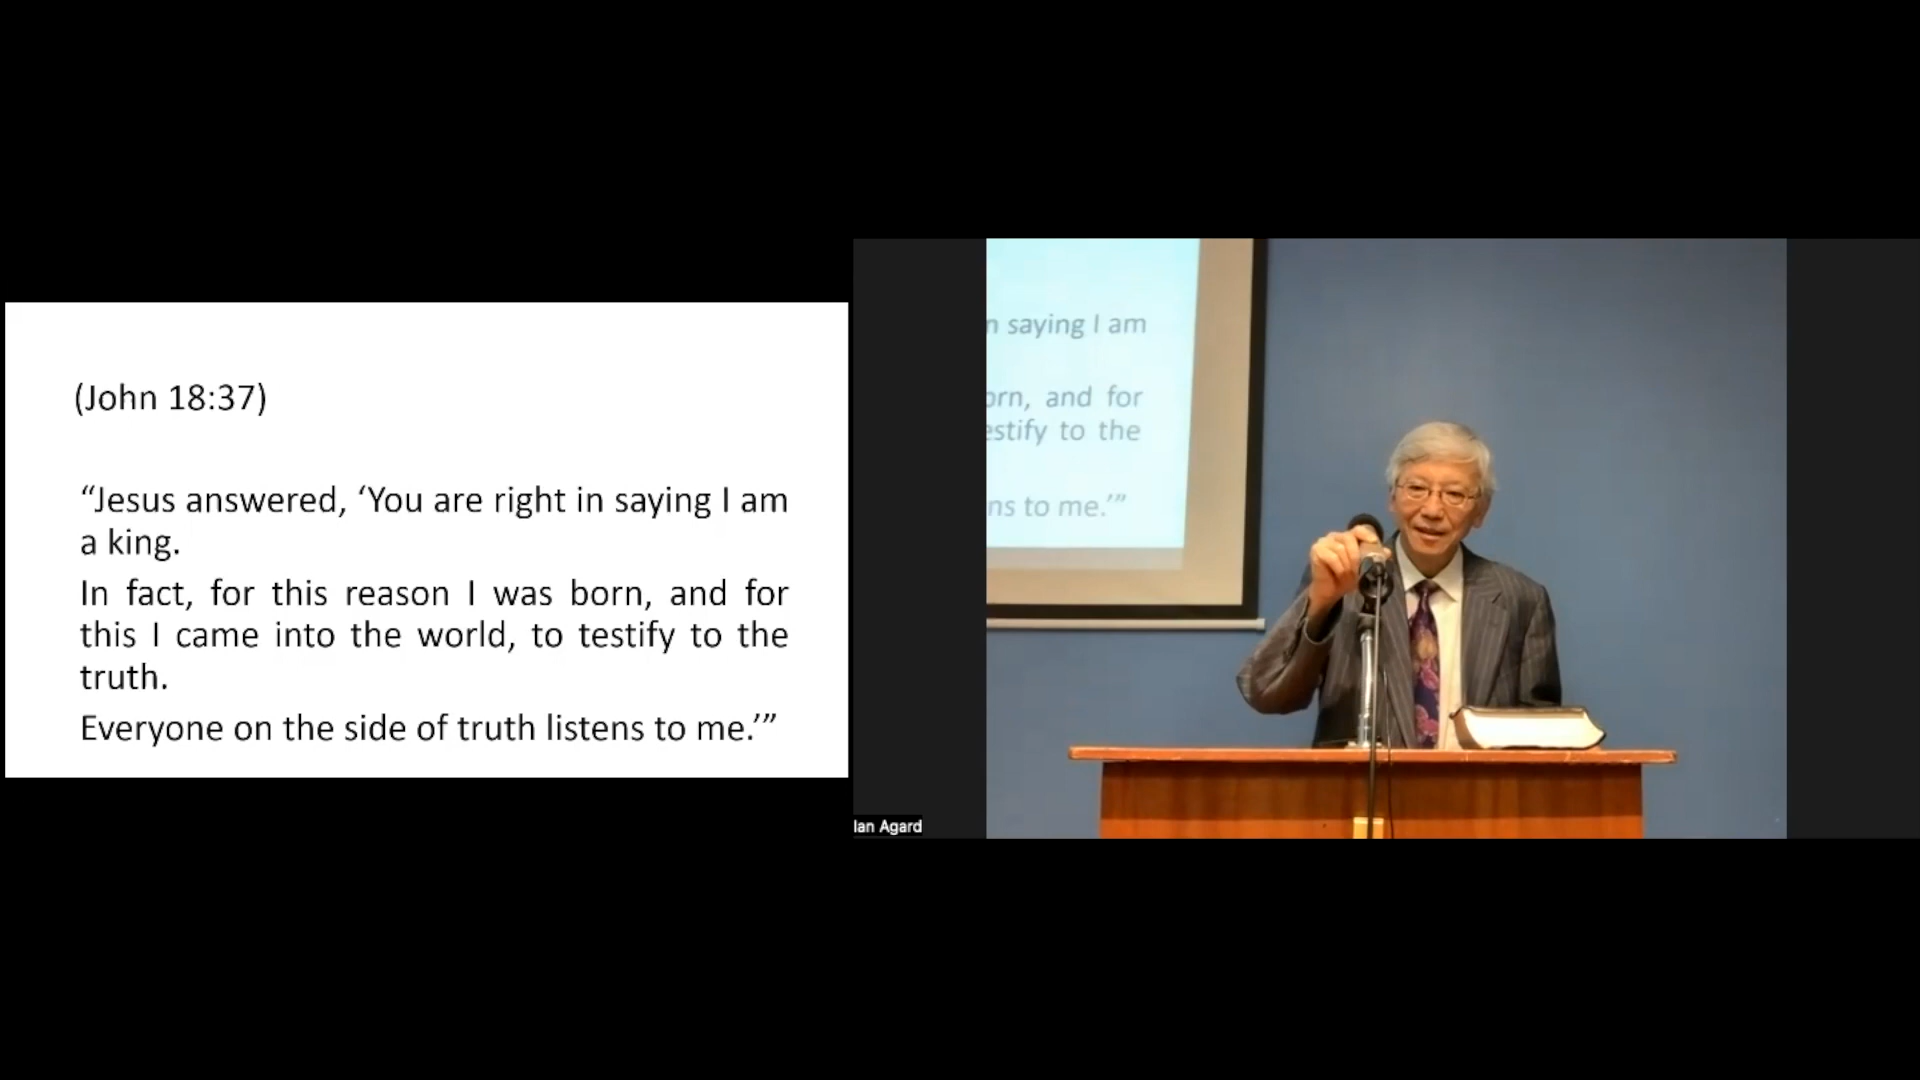 (John 18:37)
“Jesus answered, ‘You are right in saying I am
a king.
In fact, for this reason I was born, and for
this I came into the world, to testify to the
truth.
Everyone on the side of truth listens to me.’”
n saying I am
orn, and for
estify to the
ns to me.’”
Ian Agard